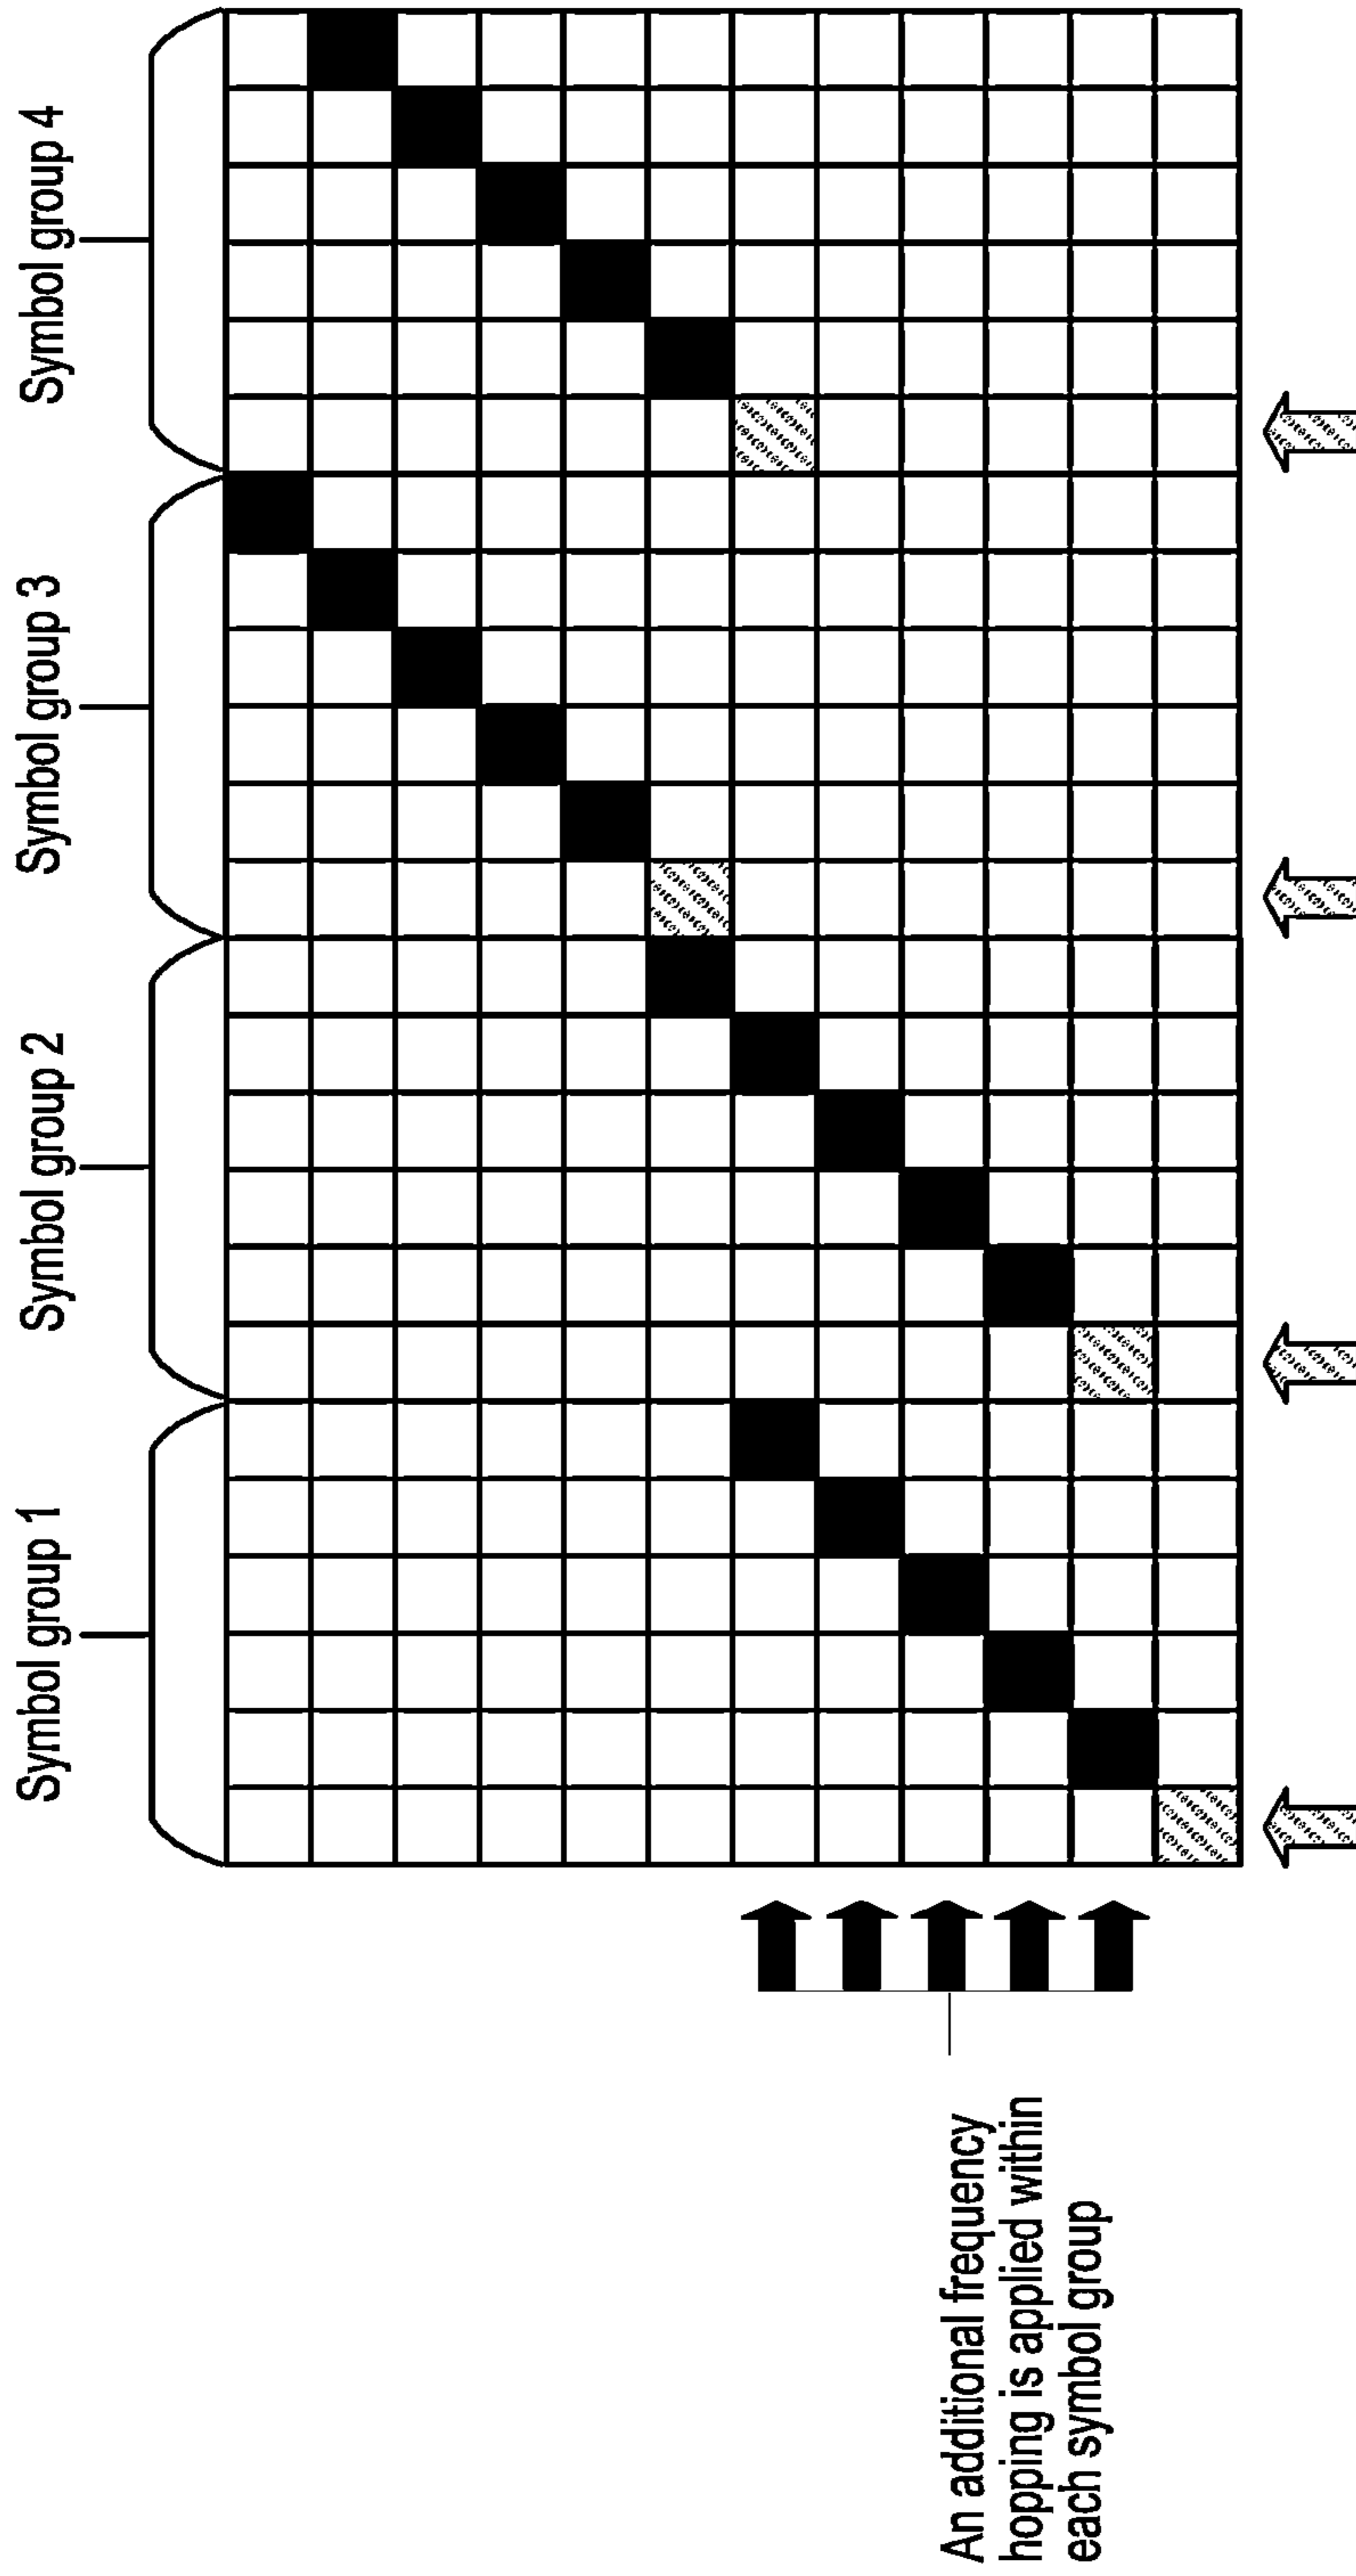 Symbol group 1
Symbol group 2
Symbol group 3
Symbol group 4
An additional frequency
hopping is applied within
each symbol group